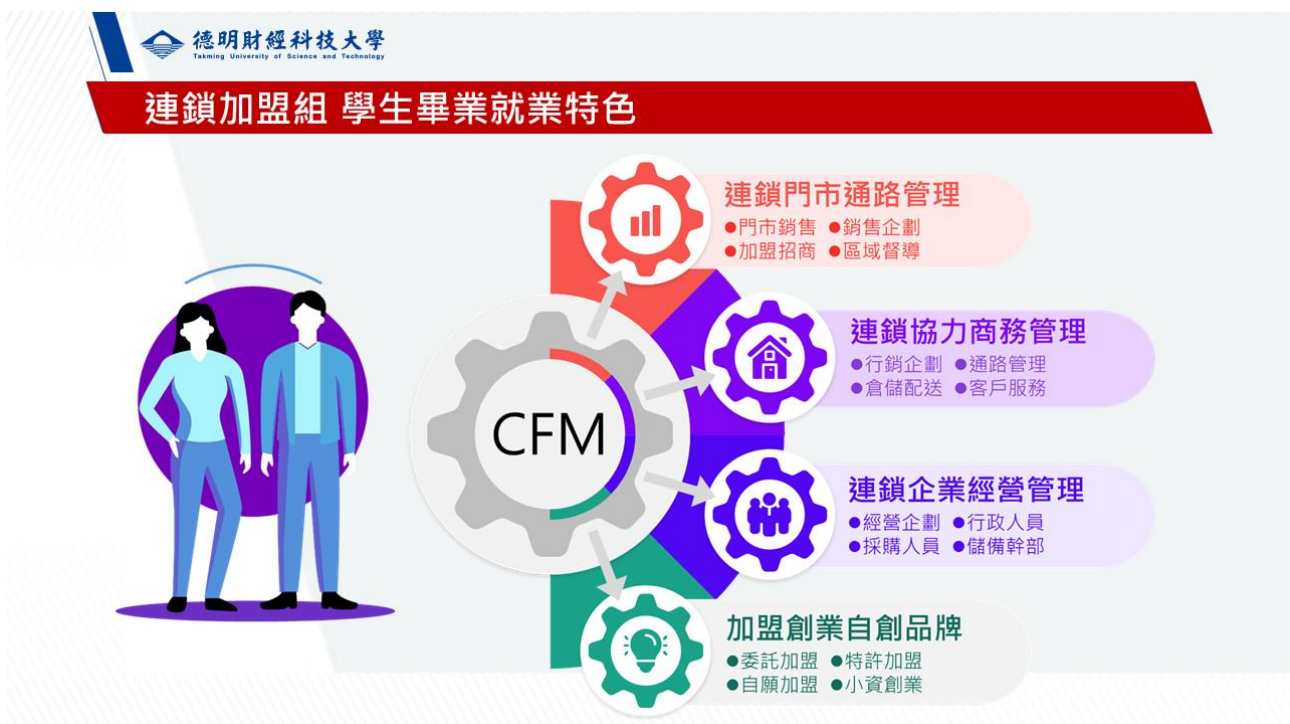 德明財經科技大學
Takming University of Science and Technology
連鎖加盟組 學生畢業就業特色
CFM
連鎖門市通路管理
●門市銷售 ●銷售企劃
●加盟招商 ●區域督導
連鎖協力商務管理
●行銷企劃 ●通路管理
●倉儲配送 ●客戶服務
連鎖企業經營管理
●經營企劃 ●行政人員
●採購人員 ●儲備幹部
加盟創業自創品牌
●委託加盟 ●特許加盟
●自願加盟 ●小資創業